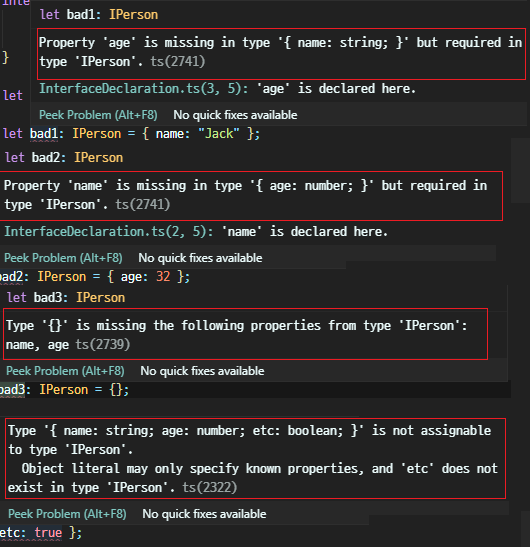 inte
let bad1: IPerson
Property 'age' is missing in type '{ name: string; }' but required in
type 'IPerson'. ts(2741)
}
InterfaceDeclaration.ts(3, 5): 'age' is declared here.
let
Peek Problem (Alt+F8) No quick fixes available
let bad1: IPerson = { name: "Jack" };
let bad2: IPerson
Property 'name' is missing in type '{ age: number; }' but required in
type 'IPerson'. ts(2741)
InterfaceDeclaration.ts(2, 5): 'name' is declared here.
Peek Problem (Alt+F8) No quick fixes available
bad2: IPerson = { age: 32 };
let bad3: IPerson
Type '{}' is missing the following properties from type 'IPerson':
name, age ts(2739)
Peek Problem (Alt+F8) No quick fixes available
bad3: IPerson = {};
Type '{ name: string; age: number; etc: boolean; }' is not assignable
to type 'IPerson'.
Object literal may only specify known properties, and 'etc' does not
exist in type 'IPerson'. ts(2322)
Peek Problem (Alt+F8) No quick fixes available
etc: true };